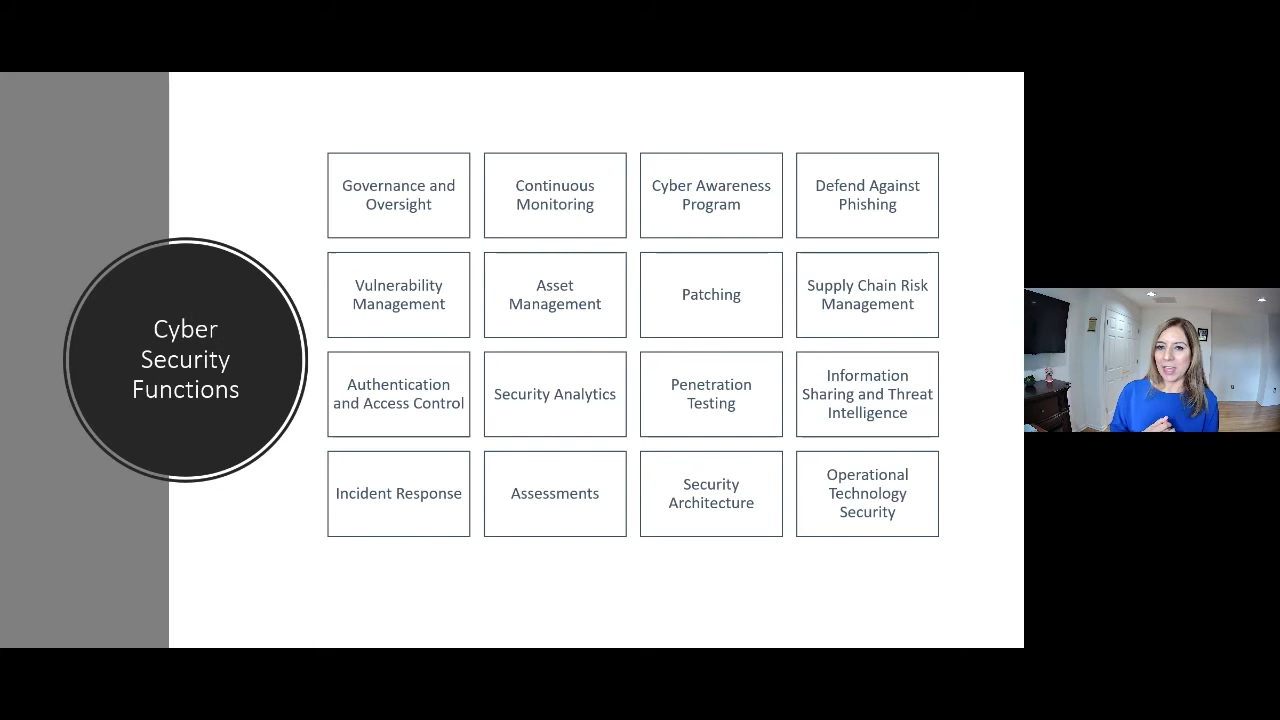 Cyber
Security
Functions
Governance and
Oversight
Continuous
Monitoring
Cyber Awareness
Program
Defend Against
Phishing
Vulnerability
Management
Asset
Management
Patching
Supply Chain Risk
Management
Authentication
and Access Control
Security Analytics
Penetration
Testing
Information
Sharing and Threat
Intelligence
Incident Response
Assessments
Security
Architecture
Operational
Technology
Security